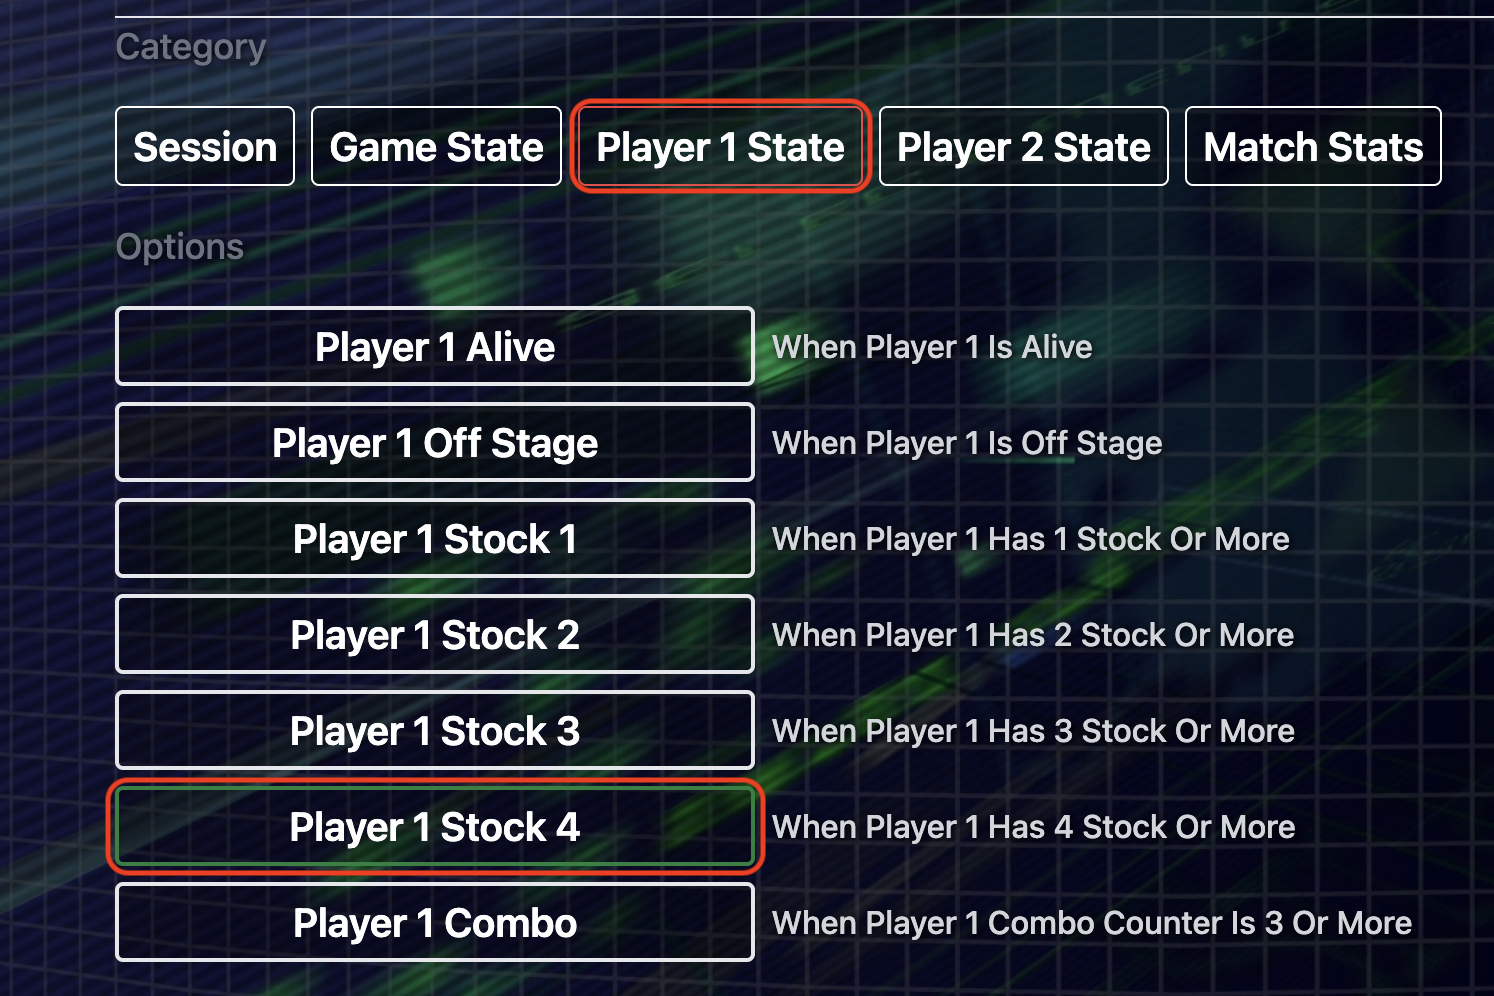 Category
Session Game State Player 1 State Player 2 State Match Stats
Options
Player 1 Alive When Player 1 Is Alive
Player 1 Off Stage When Player 1 Is Off Stage
Player 1 Stock 1 When Player 1 Has 1 Stock Or More
Player 1 Stock 2 When Player 1 Has 2 Stock Or More
Player 1 Stock 3 When Player 1 Has 3 Stock Or More
Player 1 Stock 4 When Player 1 Has 4 Stock Or More
Player 1 Combo When Player 1 Combo Counter Is 3 Or More